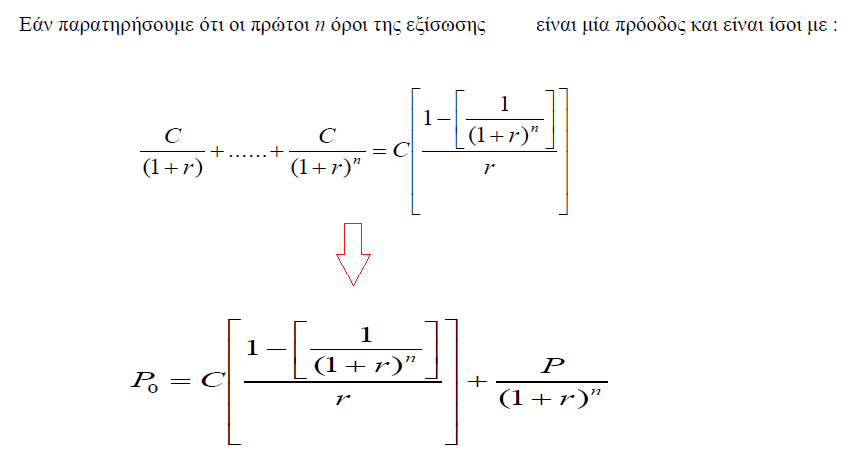 Εάν παρατηρήσουμε ότι οι πρώτοι n όροι της εξίσωσης είναι μία πρόοδος και είναι ίσοι με :
C/(1+r) + ...... + C/(1+r)^n = C[(1-[1/(1+r)^n])/r]
P_0 = C[(1-[1/(1+r)^n])/r] + P/(1+r)^n